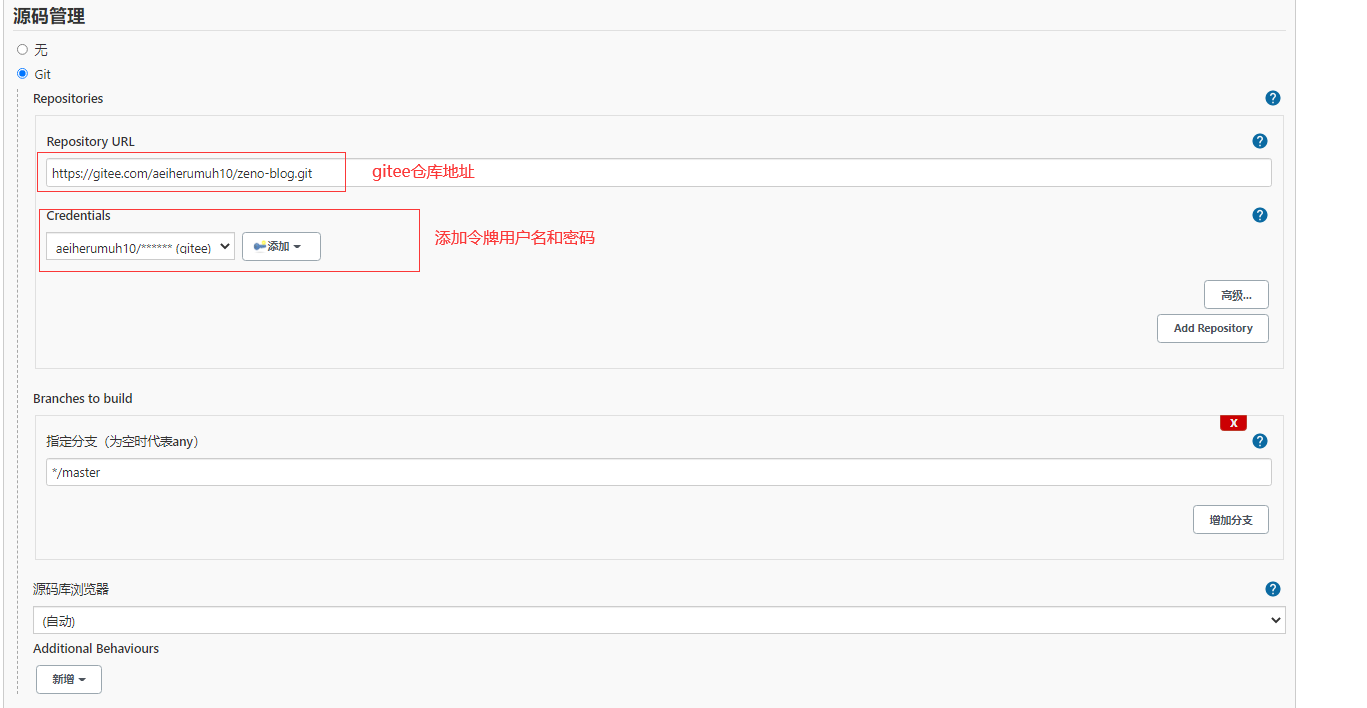 源码管理
无
Git
Repositories
Repository URL
https://gitee.com/aeiherumuh10/zeno-blog.git
gitee仓库地址
Credentials
aeiherumuh10/****** (gitee)
添加
添加令牌用户名和密码
高级...
Add Repository
Branches to build
X
指定分支（为空时代表any）
*/master
增加分支
源码库浏览器
(自动)
Additional Behaviours
新增